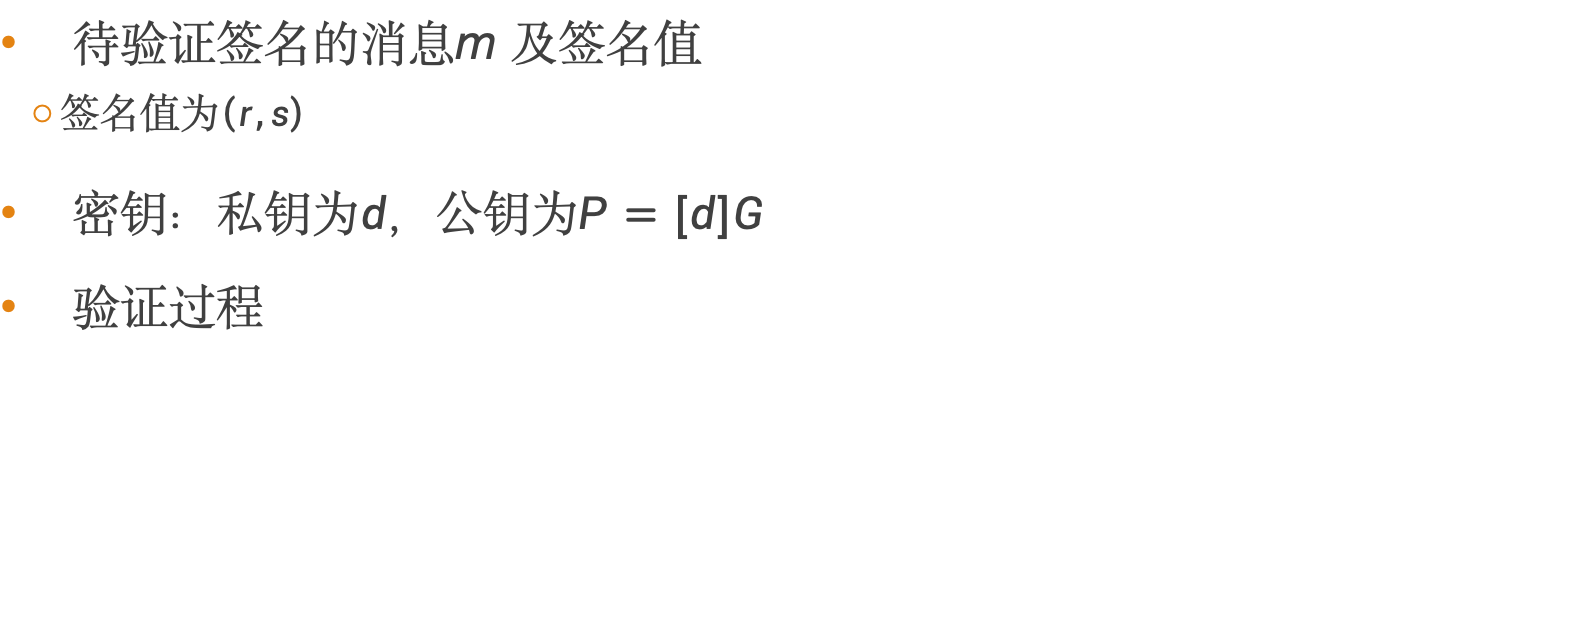 • 待验证签名的消息m 及签名值
○ 签名值为(r, s)
• 密钥：私钥为d，公钥为P = [d]G
• 验证过程